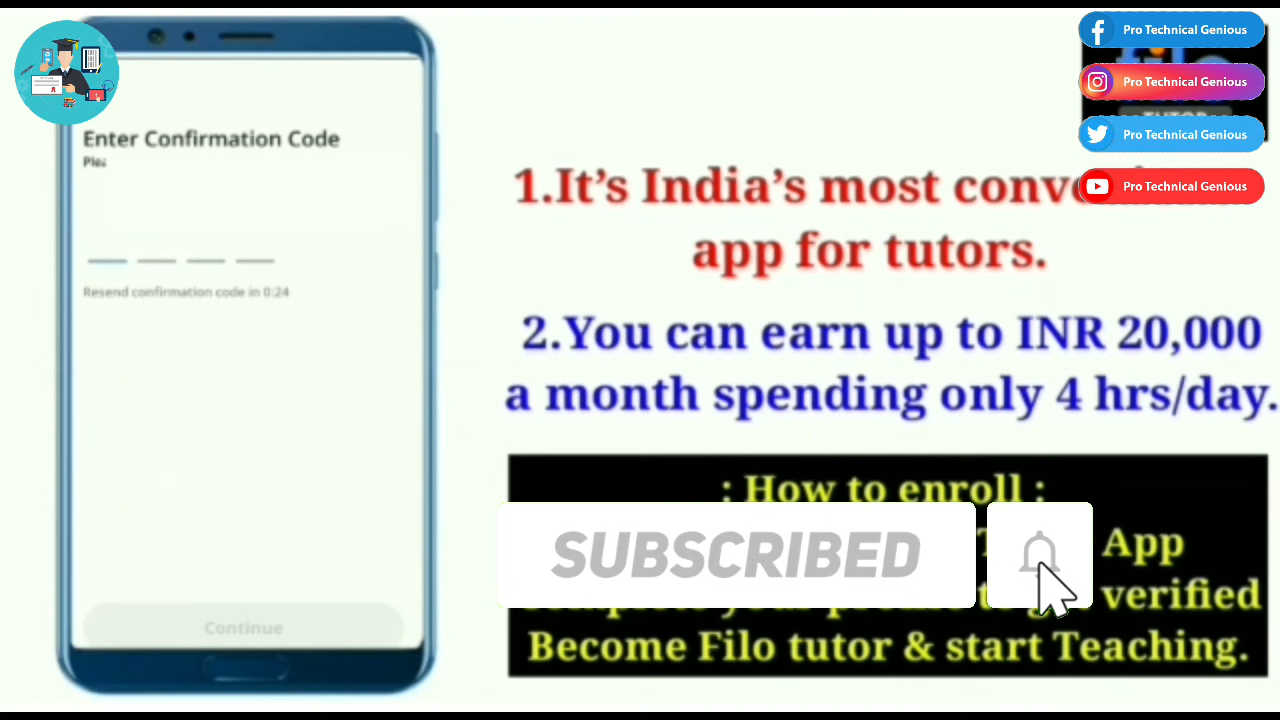 Enter Confirmation Code
Resend confirmation code in 0:24
Continue
Pro Technical Genious
Pro Technical Genious
Pro Technical Genious
Pro Technical Genious
1.It's India's most
app for tutors.
2.You can earn up to INR 20,000
a month spending only 4 hrs/day.
: How to enroll :
App
SUBSCRIBED
verified
Become Filo tutor & start Teaching.